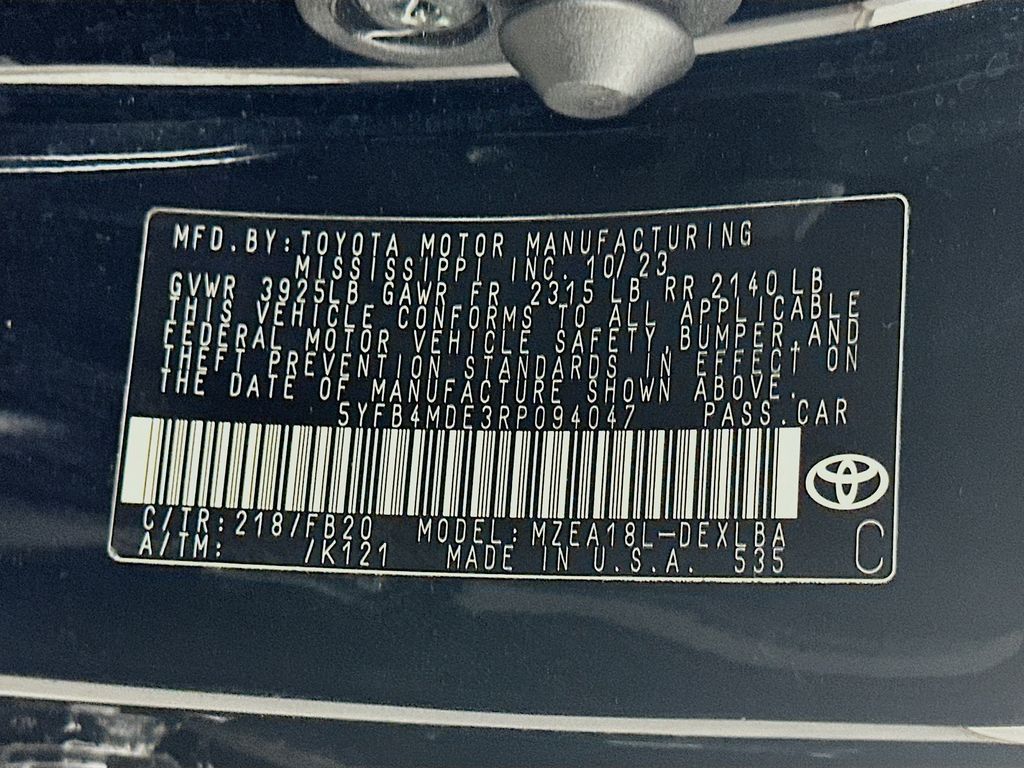 MFD.BY:TOYOTA MOTOR MANUFACTURING
MISSISSIPPI INC. 10/23
GVWR 3925LB GAWR FR 2315 LB RR 2140 LB
THIS VEHICLE CONFORMS TO ALL APPLICABLE
FEDERAL MOTOR VEHICLE SAFETY,BUMPER,AND
THEFT PREVENTION STANDARDS IN EFFECT ON
THE DATE OF MANUFACTURE SHOWN ABOVE.
5YFB4MDE3RP094047 PASS.CAR
C/TR:218/FB20 MODEL:MZEA18L-DEXLBA
A/TM: /K121 MADE IN U.S.A. 535
C